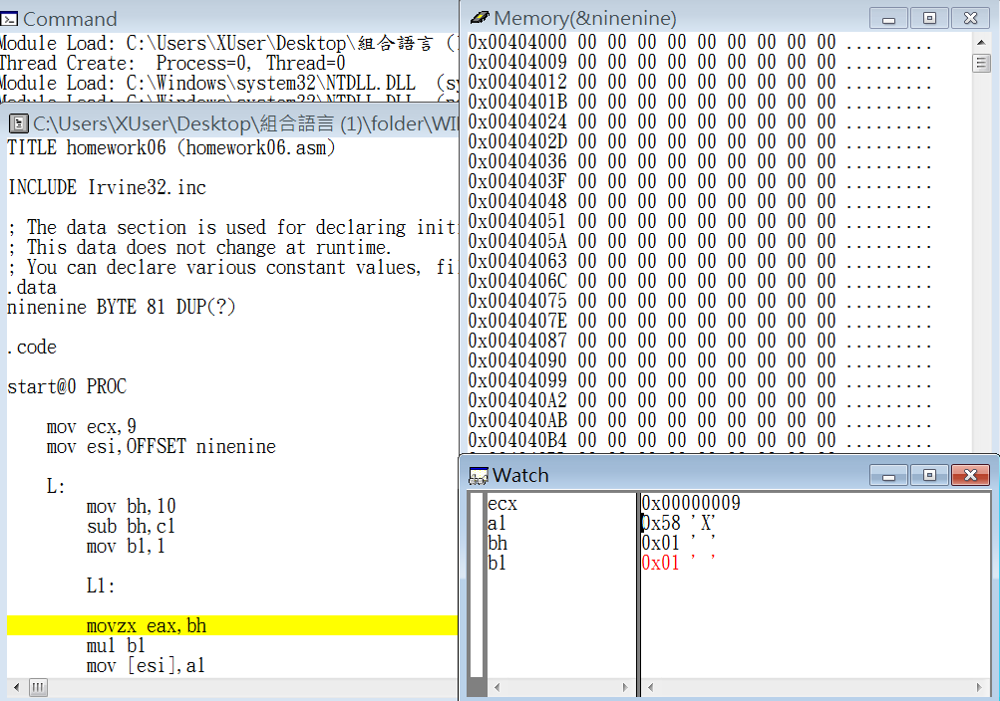 Command
Module Load: C:\Users\XUser\Desktop\組合語言 (
Thread Create:  Process=0, Thread=0
Module Load: C:\Windows\system32\NTDLL.DLL  (sy
Module Load: C:\Windows\system32\NTDLL.DLL
C:\Users\XUser\Desktop\組合語言 (1)\folder\WI
TITLE homework06 (homework06.asm)
INCLUDE Irvine32.inc
; The data section is used for declaring initi
; This data does not change at runtime.
; You can declare various constant values, fi
.data
ninenine BYTE 81 DUP(?)
.code
start@0 PROC
mov ecx,9
mov esi,OFFSET ninenine
L:
mov bh,10
sub bh,cl
mov bl,1
L1:
movzx eax,bh
mul bl
mov [esi],al
Memory(&ninenine)
0x00404000 00 00 00 00 00 00 00 00 00 .........
0x00404009 00 00 00 00 00 00 00 00 00 .........
0x00404012 00 00 00 00 00 00 00 00 00 .........
0x0040401B 00 00 00 00 00 00 00 00 00 .........
0x00404024 00 00 00 00 00 00 00 00 00 .........
0x0040402D 00 00 00 00 00 00 00 00 00 .........
0x00404036 00 00 00 00 00 00 00 00 00 .........
0x0040403F 00 00 00 00 00 00 00 00 00 .........
0x00404048 00 00 00 00 00 00 00 00 00 .........
0x00404051 00 00 00 00 00 00 00 00 00 .........
0x0040405A 00 00 00 00 00 00 00 00 00 .........
0x00404063 00 00 00 00 00 00 00 00 00 .........
0x0040406C 00 00 00 00 00 00 00 00 00 .........
0x00404075 00 00 00 00 00 00 00 00 00 .........
0x0040407E 00 00 00 00 00 00 00 00 00 .........
0x00404087 00 00 00 00 00 00 00 00 00 .........
0x00404090 00 00 00 00 00 00 00 00 00 .........
0x00404099 00 00 00 00 00 00 00 00 00 .........
0x004040A2 00 00 00 00 00 00 00 00 00 .........
0x004040AB 00 00 00 00 00 00 00 00 00 .........
0x004040B4 00 00 00 00 00 00 00 00 00 .........
Watch
ecx 0x00000009
al 0x58 'X'
bh 0x01 ' '
bl 0x01 ' '